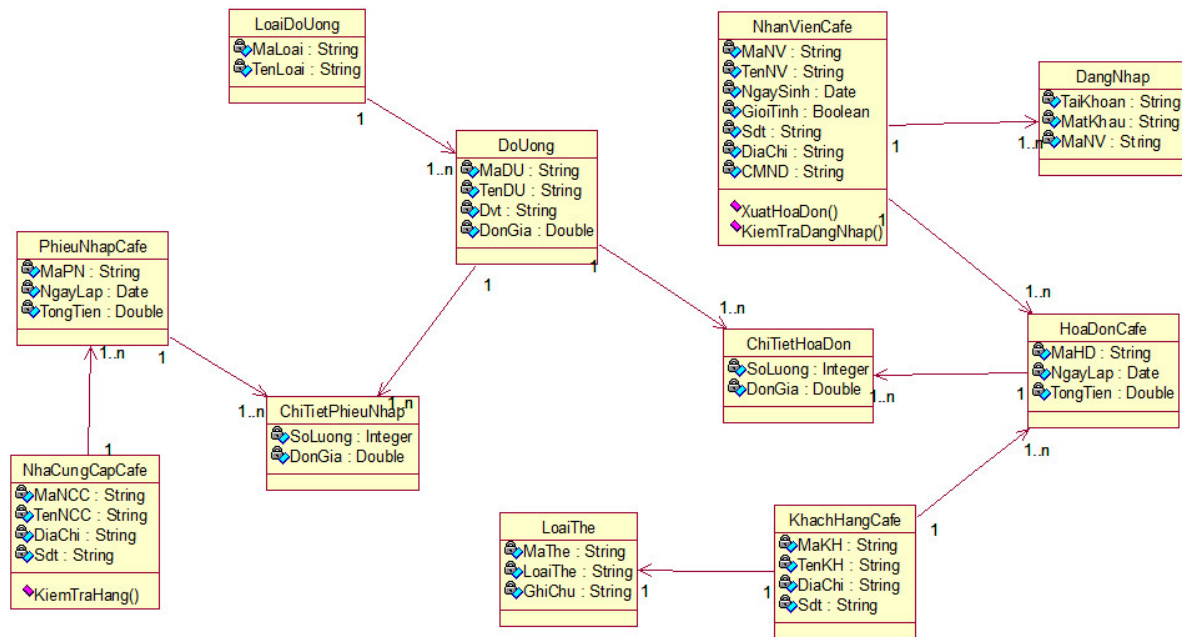 LoaiDoUong
MaLoai : String
TenLoai : String
1
1..n
DoUong
MaDU : String
TenDU : String
Dvt : String
DonGia : Double
1
1
NhanVienCafe
MaNV : String
TenNV : String
NgaySinh : Date
GioiTinh : Boolean
Sdt : String
DiaChi : String
CMND : String
XuatHoaDon()
KiemTraDangNhap()
1
1
1..n
DangNhap
TaiKhoan : String
MatKhau : String
MaNV : String
PhieuNhapCafe
MaPN : String
NgayLap : Date
TongTien : Double
1..n
1
1..n
1..n
ChiTietPhieuNhap
SoLuong : Integer
DonGia : Double
1..n
ChiTietHoaDon
SoLuong : Integer
DonGia : Double
1..n
1..n
HoaDonCafe
MaHD : String
NgayLap : Date
TongTien : Double
1
1..n
1
NhaCungCapCafe
MaNCC : String
TenNCC : String
DiaChi : String
Sdt : String
KiemTraHang()
LoaiThe
MaThe : String
LoaiThe : String
GhiChu : String
1
1
1
KhachHangCafe
MaKH : String
TenKH : String
DiaChi : String
Sdt : String